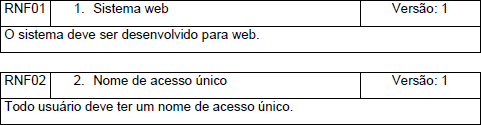 RNF01 1. Sistema web Versão: 1
O sistema deve ser desenvolvido para web.
RNF02 2. Nome de acesso único Versão: 1
Todo usuário deve ter um nome de acesso único.